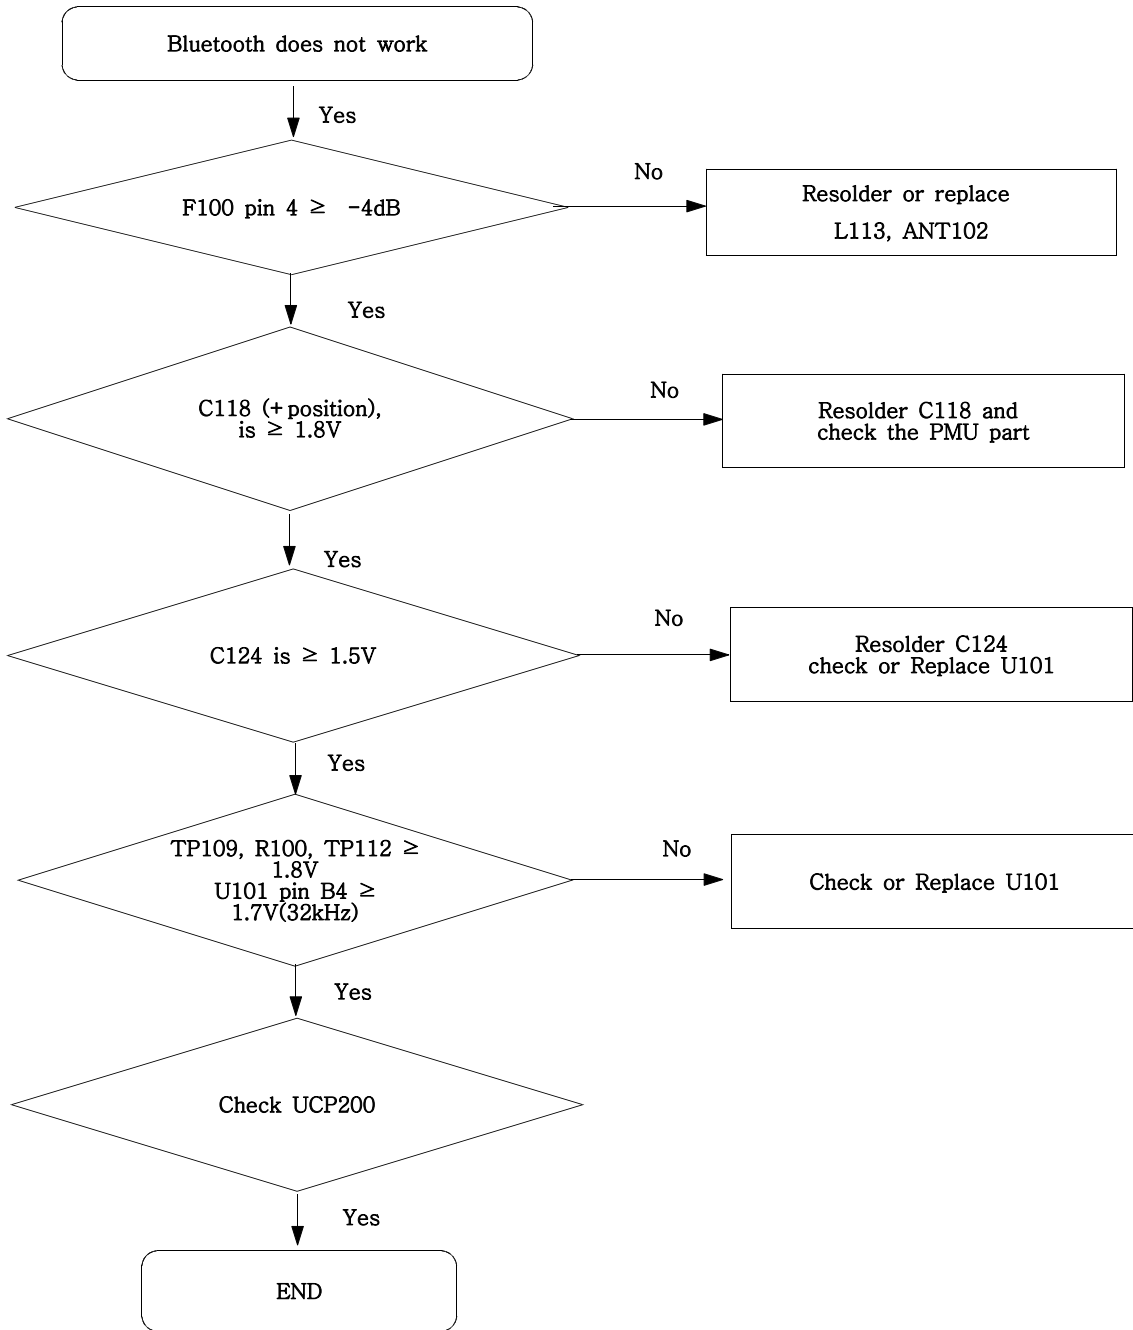 Bluetooth does not work
Yes
F100 pin 4 ≥ -4dB
No
Resolder or replace
L113, ANT102
Yes
C118 (+position),
is ≥ 1.8V
No
Resolder C118 and
check the PMU part
Yes
C124 is ≥ 1.5V
No
Resolder C124
check or Replace U101
Yes
TP109, R100, TP112 ≥
1.8V
U101 pin B4 ≥
1.7V(32kHz)
No
Check or Replace U101
Yes
Check UCP200
Yes
END